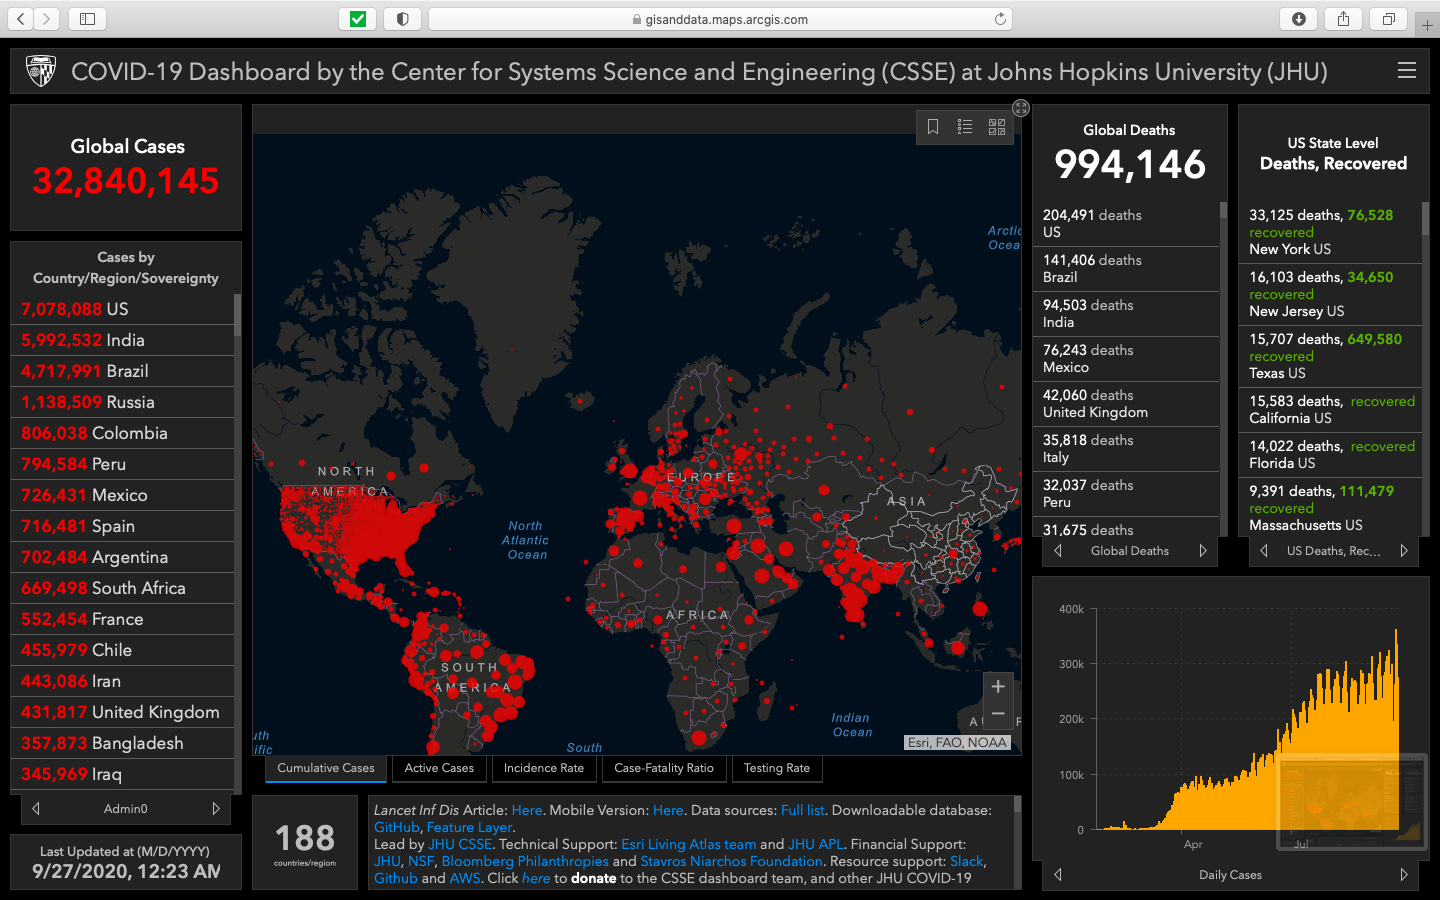 gisanddata.maps.arcgis.com
COVID-19 Dashboard by the Center for Systems Science and Engineering (CSSE) at Johns Hopkins University (JHU)
Global Cases
32,840,145
Cases by
Country/Region/Sovereignty
7,078,088 US
5,992,532 India
4,717,991 Brazil
1,138,509 Russia
806,038 Colombia
794,584 Peru
726,431 Mexico
716,481 Spain
702,484 Argentina
669,498 South Africa
552,454 France
455,979 Chile
443,086 Iran
431,817 United Kingdom
357,873 Bangladesh
345,969 Iraq
Admin0
Last Updated at (M/D/YYYY)
9/27/2020, 12:23 AM
Arctic
Ocea
NORTH
AMERICA
EUROPE
ASIA
North
Atlantic
Ocean
AFRICA
SOUTH
AMERICA
Indian
Ocean
uth
ific
South
AU R
Esri, FAO, NOAA
Cumulative Cases
Active Cases
Incidence Rate
Case-Fatality Ratio
Testing Rate
188
countries/regions
Lancet Inf Dis Article: Here. Mobile Version: Here. Data sources: Full list. Downloadable database:
GitHub, Feature Layer.
Lead by JHU CSSE. Technical Support: Esri Living Atlas team and JHU APL. Financial Support:
JHU, NSF, Bloomberg Philanthropies and Stavros Niarchos Foundation. Resource support: Slack,
Github and AWS. Click here to donate to the CSSE dashboard team, and other JHU COVID-19
Global Deaths
994,146
204,491 deaths
US
141,406 deaths
Brazil
94,503 deaths
India
76,243 deaths
Mexico
42,060 deaths
United Kingdom
35,818 deaths
Italy
32,037 deaths
Peru
31,675 deaths
Global Deaths
US State Level
Deaths, Recovered
33,125 deaths, 76,528
recovered
New York US
16,103 deaths, 34,650
recovered
New Jersey US
15,707 deaths, 649,580
recovered
Texas US
15,583 deaths, recovered
California US
14,022 deaths, recovered
Florida US
9,391 deaths, 111,479
recovered
Massachusetts US
US Deaths, Rec...
400k
300k
200k
100k
0
Apr
Jul
Daily Cases